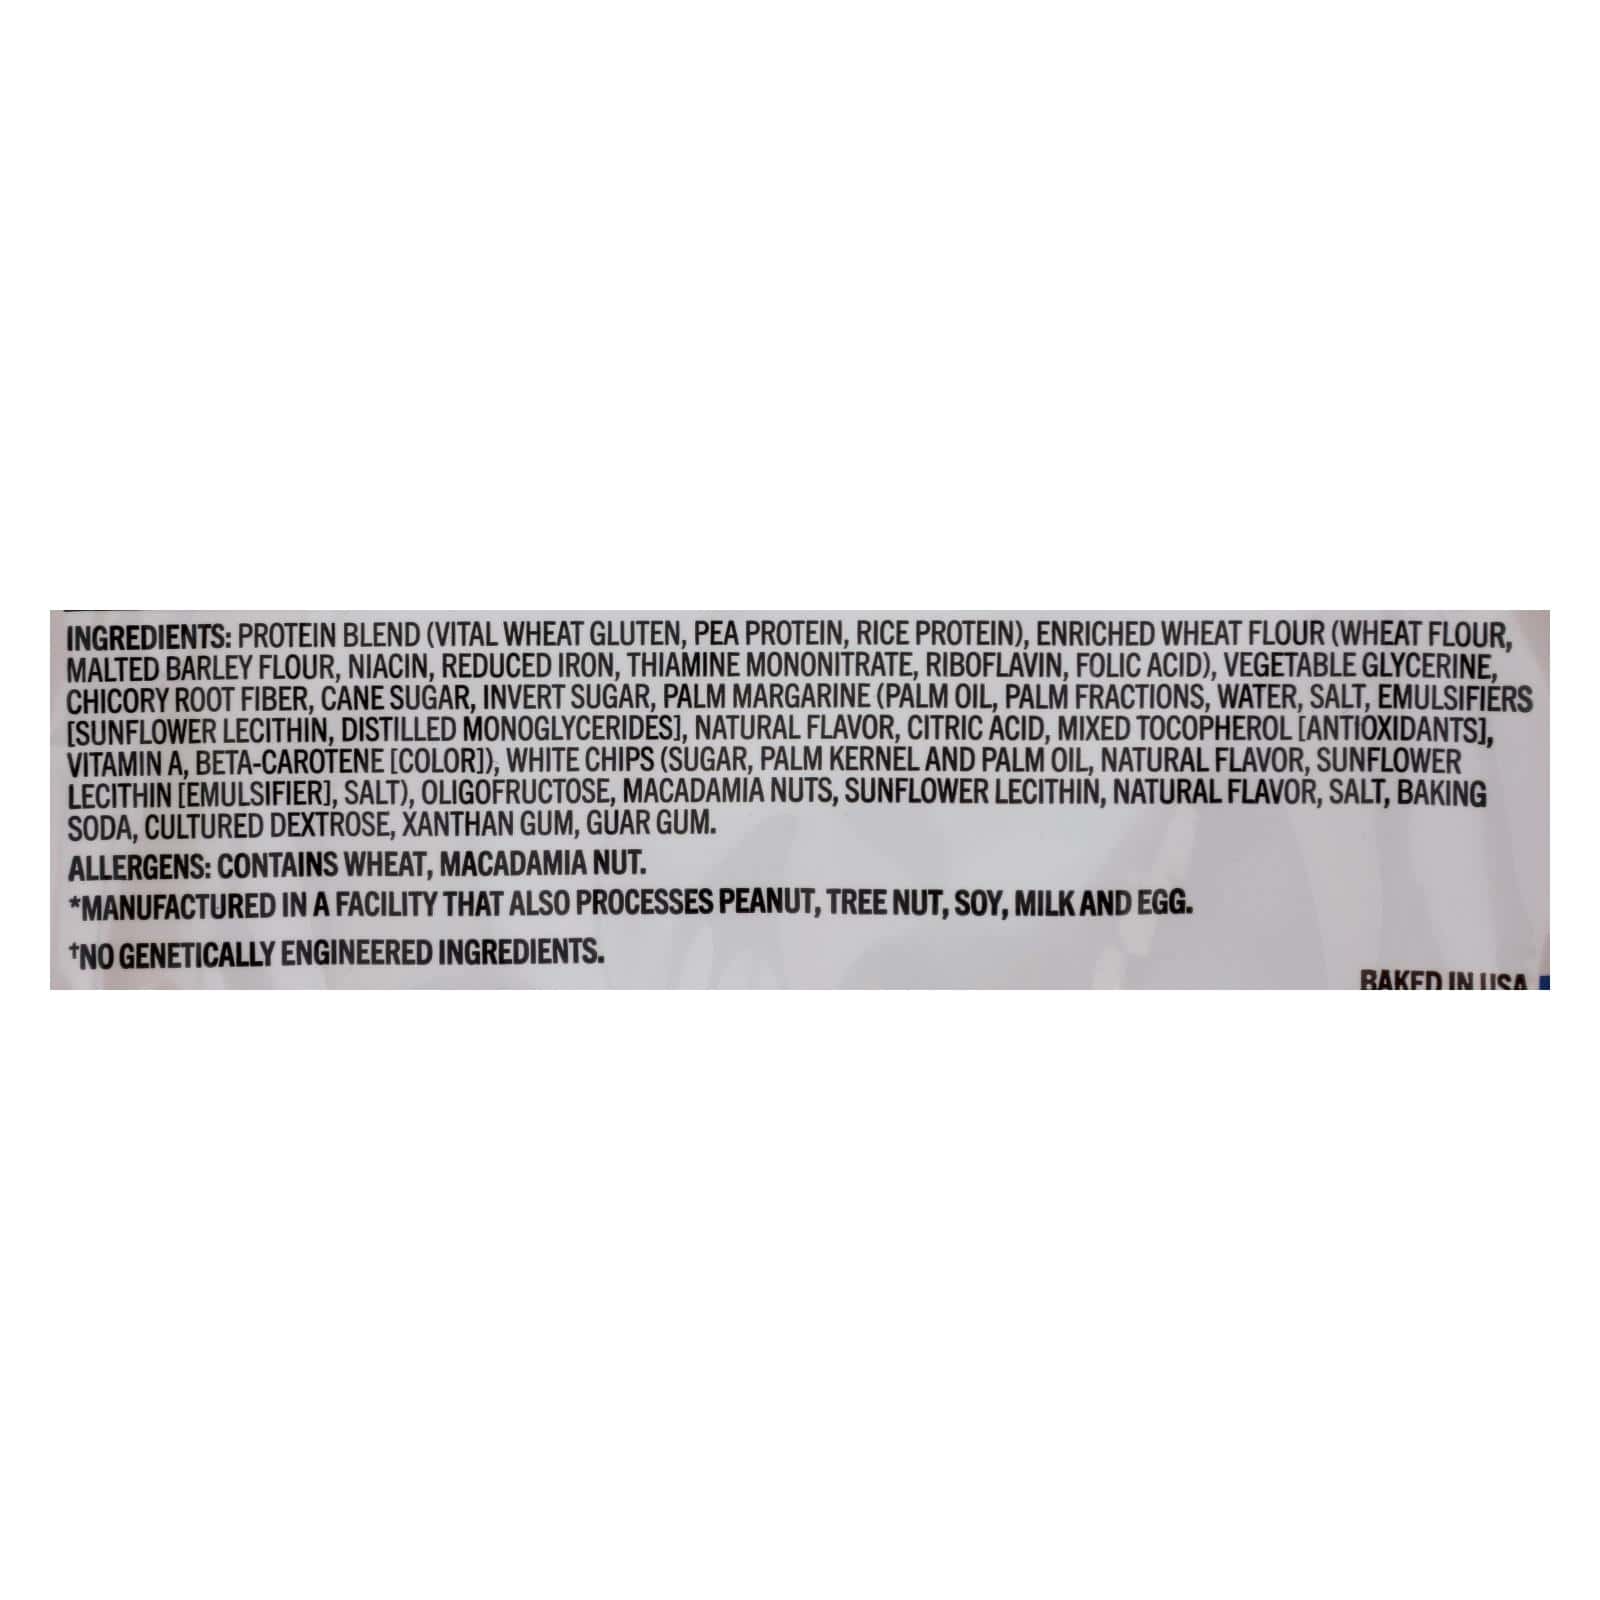 INGREDIENTS: PROTEIN BLEND (VITAL WHEAT GLUTEN, PEA PROTEIN, RICE PROTEIN), ENRICHED WHEAT FLOUR (WHEAT FLOUR,
MALTED BARLEY FLOUR, NIACIN, REDUCED IRON, THIAMINE MONONITRATE, RIBOFLAVIN, FOLIC ACID), VEGETABLE GLYCERINE,
CHICORY ROOT FIBER, CANE SUGAR, INVERT SUGAR, PALM MARGARINE (PALM OIL, PALM FRACTIONS, WATER, SALT, EMULSIFIERS
[SUNFLOWER LECITHIN, DISTILLED MONOGLYCERIDES], NATURAL FLAVOR, CITRIC ACID, MIXED TOCOPHEROL [ANTIOXIDANTS],
VITAMIN A, BETA-CAROTENE [COLOR]), WHITE CHIPS (SUGAR, PALM KERNEL AND PALM OIL, NATURAL FLAVOR, SUNFLOWER
LECITHIN [EMULSIFIER], SALT), OLIGOFRUCTOSE, MACADAMIA NUTS, SUNFLOWER LECITHIN, NATURAL FLAVOR, SALT, BAKING
SODA, CULTURED DEXTROSE, XANTHAN GUM, GUAR GUM.
ALLERGENS: CONTAINS WHEAT, MACADAMIA NUT.
*MANUFACTURED IN A FACILITY THAT ALSO PROCESSES PEANUT, TREE NUT, SOY, MILK AND EGG.
†NO GENETICALLY ENGINEERED INGREDIENTS.
BAKED IN USA